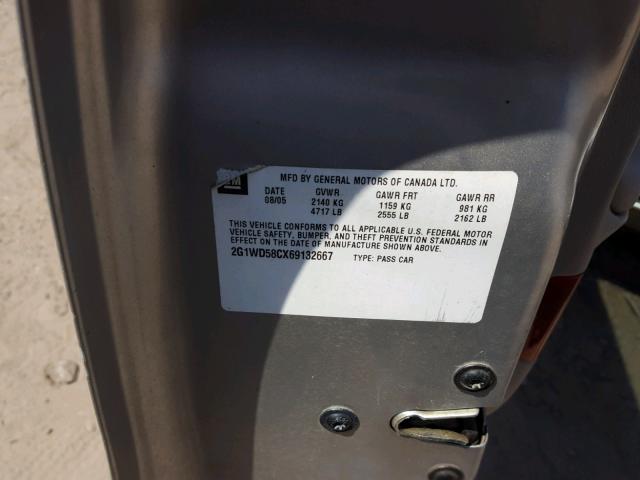 GM MFD BY GENERAL MOTORS OF CANADA LTD.
DATE GVWR GAWR FRT GAWR RR
08/05 2140 KG 1159 KG 981 KG
4717 LB 2555 LB 2162 LB
THIS VEHICLE CONFORMS TO ALL APPLICABLE U.S. FEDERAL MOTOR
VEHICLE SAFETY, BUMPER, AND THEFT PREVENTION STANDARDS IN
EFFECT ON THE DATE OF MANUFACTURE SHOWN ABOVE.
2G1WD58CX69132667 TYPE: PASS CAR